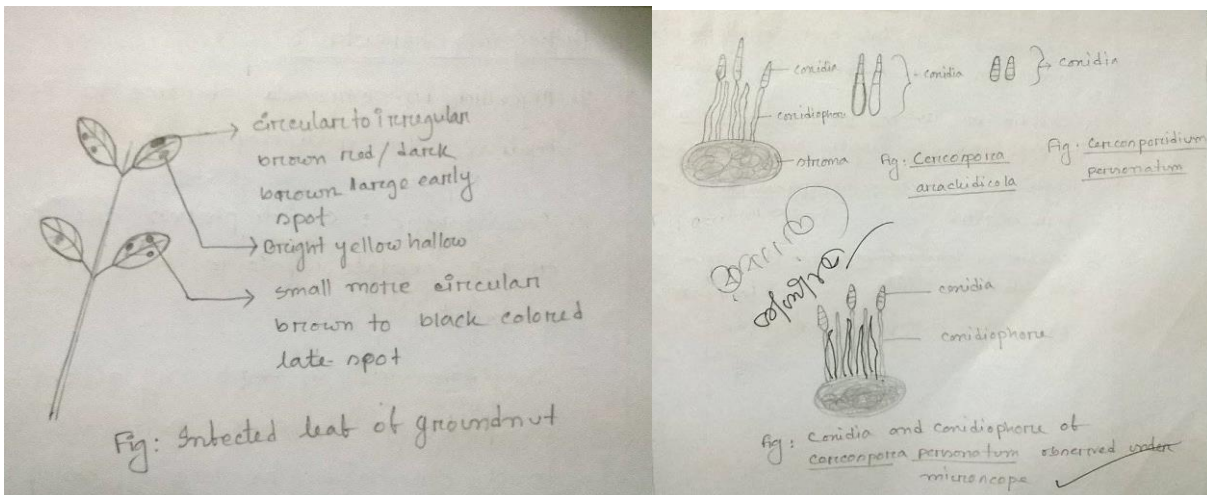 circular to irregular
brown red/dark
brown large early
spot
Bright yellow hallow
small more circular
brown to black colored
late spot
Fig: Infected leaf of groundnut
conidia
conidiophore
stroma
conidia
Fig: Cercosporea
arachidicola
conidia
Fig: Cercosporidium
personatum
conidia
conidiophore
Fig: Conidia and conidiophore of
cercosporea personatum observed under
microscope